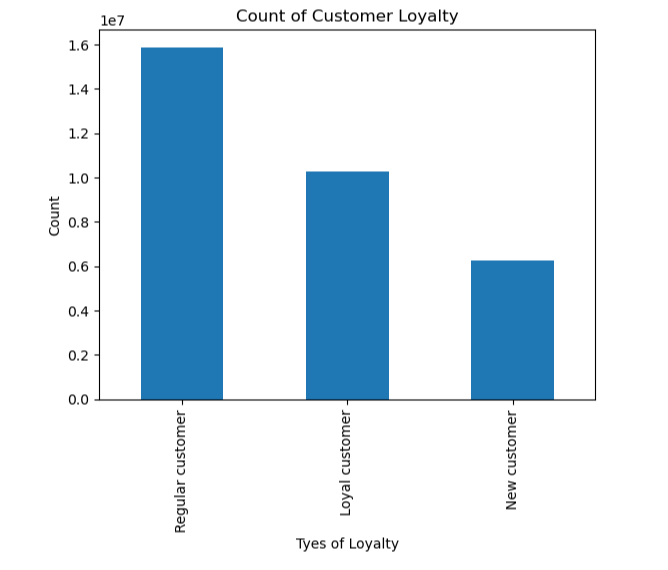 Count of Customer Loyalty
1e7
1.6
1.4
1.2
1.0
0.8
0.6
0.4
0.2
0.0
Count
Regular customer
Loyal customer
New customer
Tyes of Loyalty